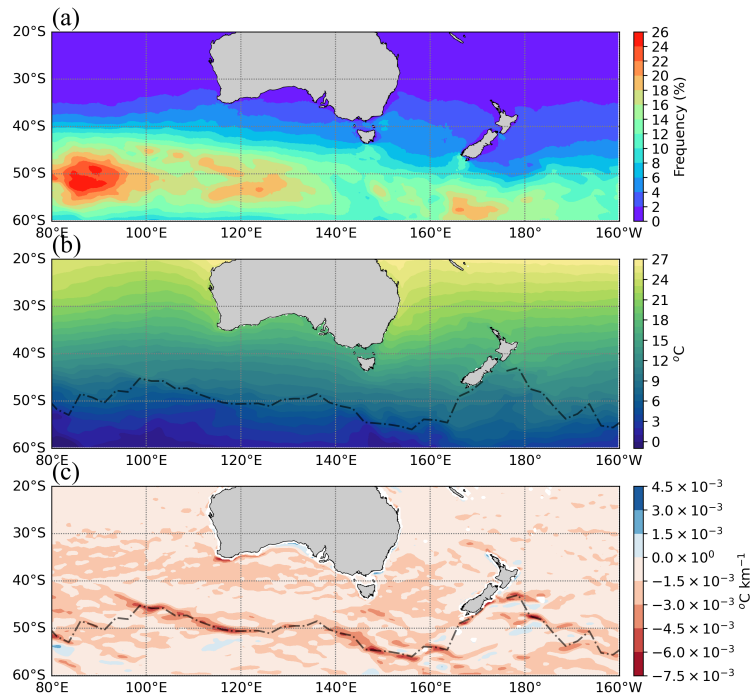 (a)
20°S
30°S
40°S
50°S
60°S
80°E 100°E 120°E 140°E 160°E 180° 160°W
26
24
22
20
18
16
14
12
10
8
6
4
2
0
Frequency (%)
(b)
20°S
30°S
40°S
50°S
60°S
80°E 100°E 120°E 140°E 160°E 180° 160°W
27
24
21
18
15
12
9
6
3
0
°C
(c)
20°S
30°S
40°S
50°S
60°S
80°E 100°E 120°E 140°E 160°E 180° 160°W
4.5 × 10⁻³
3.0 × 10⁻³
1.5 × 10⁻³
0.0 × 10⁰
−1.5 × 10⁻³
−3.0 × 10⁻³
−4.5 × 10⁻³
−6.0 × 10⁻³
−7.5 × 10⁻³
°C km⁻¹